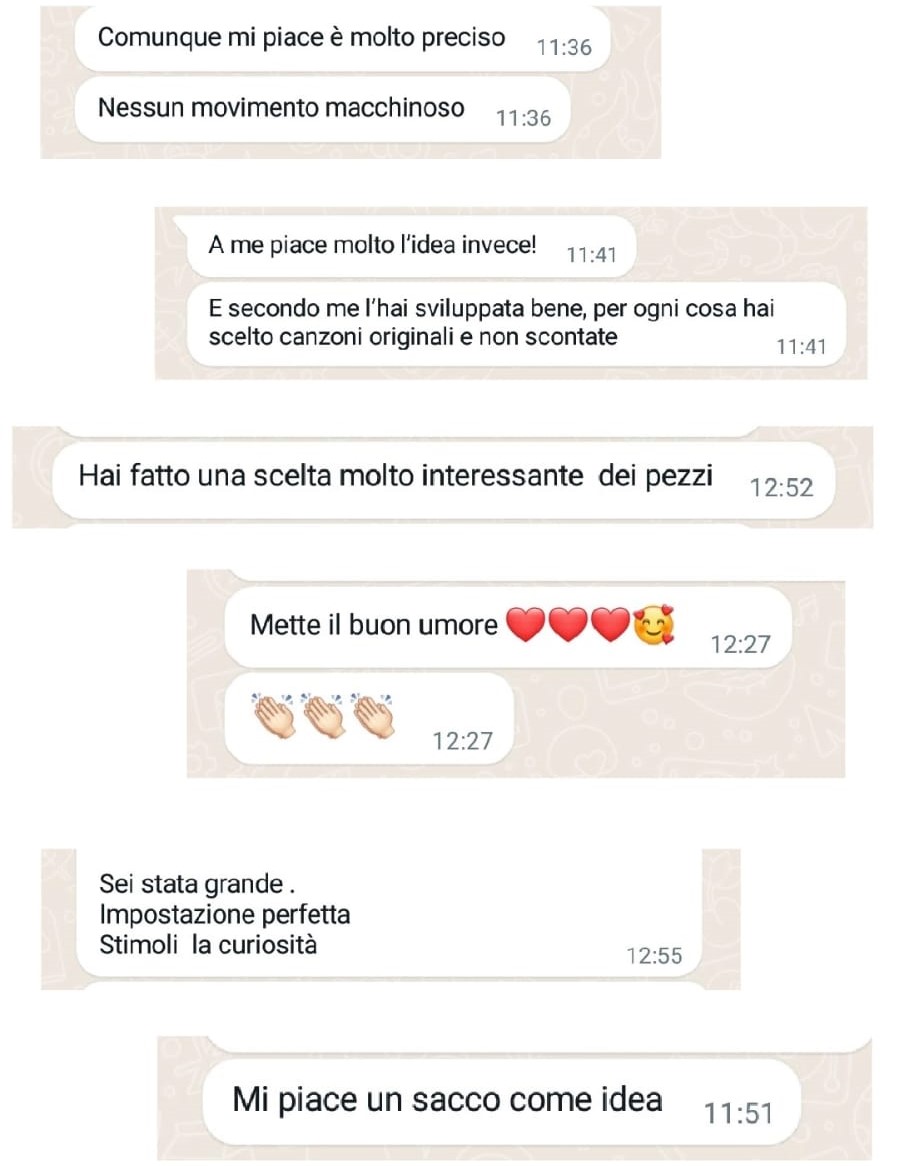 Comunque mi piace è molto preciso 11:36
Nessun movimento macchinoso 11:36
A me piace molto l'idea invece! 11:41
E secondo me l'hai sviluppata bene, per ogni cosa hai
scelto canzoni originali e non scontate 11:41
Hai fatto una scelta molto interessante  dei pezzi 12:52
Mette il buon umore ❤️❤️❤️🥰 12:27
👏🏻👏🏻👏🏻 12:27
Sei stata grande .
Impostazione perfetta
Stimoli  la curiosità 12:55
Mi piace un sacco come idea 11:51